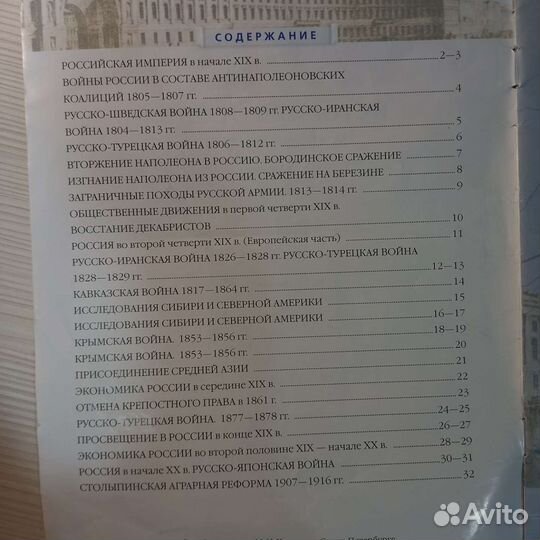 СОДЕРЖАНИЕ
РОССИЙСКАЯ ИМПЕРИЯ в начале XIX в. 2—3
ВОЙНЫ РОССИИ В СОСТАВЕ АНТИНАПОЛЕОНОВСКИХ
КОАЛИЦИЙ 1805—1807 гг. 4
РУССКО-ШВЕДСКАЯ ВОЙНА 1808—1809 гг. РУССКО-ИРАНСКАЯ
ВОЙНА 1804—1813 гг. 5
РУССКО-ТУРЕЦКАЯ ВОЙНА 1806—1812 гг. 6
ВТОРЖЕНИЕ НАПОЛЕОНА В РОССИЮ. БОРОДИНСКОЕ СРАЖЕНИЕ 7
ИЗГНАНИЕ НАПОЛЕОНА ИЗ РОССИИ. СРАЖЕНИЕ НА БЕРЕЗИНЕ 8
ЗАГРАНИЧНЫЕ ПОХОДЫ РУССКОЙ АРМИИ. 1813—1814 гг. 9
ОБЩЕСТВЕННЫЕ ДВИЖЕНИЯ в первой четверти XIX в.
ВОССТАНИЕ ДЕКАБРИСТОВ 10
РОССИЯ во второй четверти XIX в. (Европейская часть) 11
РУССКО-ИРАНСКАЯ ВОЙНА 1826—1828 гг. РУССКО-ТУРЕЦКАЯ ВОЙНА
1828—1829 гг. 12—13
КАВКАЗСКАЯ ВОЙНА 1817—1864 гг. 14
ИССЛЕДОВАНИЯ СИБИРИ И СЕВЕРНОЙ АМЕРИКИ 15
ИССЛЕДОВАНИЯ СИБИРИ И СЕВЕРНОЙ АМЕРИКИ 16—17
КРЫМСКАЯ ВОЙНА. 1853—1856 гг. 18—19
КРЫМСКАЯ ВОЙНА. 1853—1856 гг. 20
ПРИСОЕДИНЕНИЕ СРЕДНЕЙ АЗИИ 21
ЭКОНОМИКА РОССИИ в середине XIX в. 22
ОТМЕНА КРЕПОСТНОГО ПРАВА в 1861 г. 23
РУССКО-ТУРЕЦКАЯ ВОЙНА. 1877—1878 гг. 24—25
ПРОСВЕЩЕНИЕ В РОССИИ в конце XIX в. 26—27
ЭКОНОМИКА РОССИИ во второй половине XIX — начале XX в. 28—29
РОССИЯ в начале XX в. РУССКО-ЯПОНСКАЯ ВОЙНА 30—31
СТОЛЫПИНСКАЯ АГРАРНАЯ РЕФОРМА 1907—1916 гг. 32
Avito